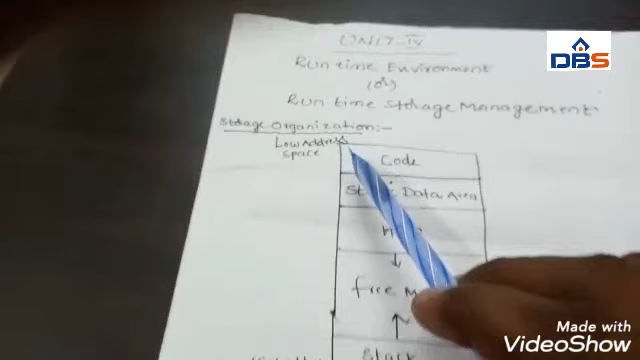 UNIT-IV
Run time Environment
(or)
Run time Storage Management
Storage Organization:-
Low Address
Space
Code
Data Area
free
Stack
DBS
Made with
VideoShow